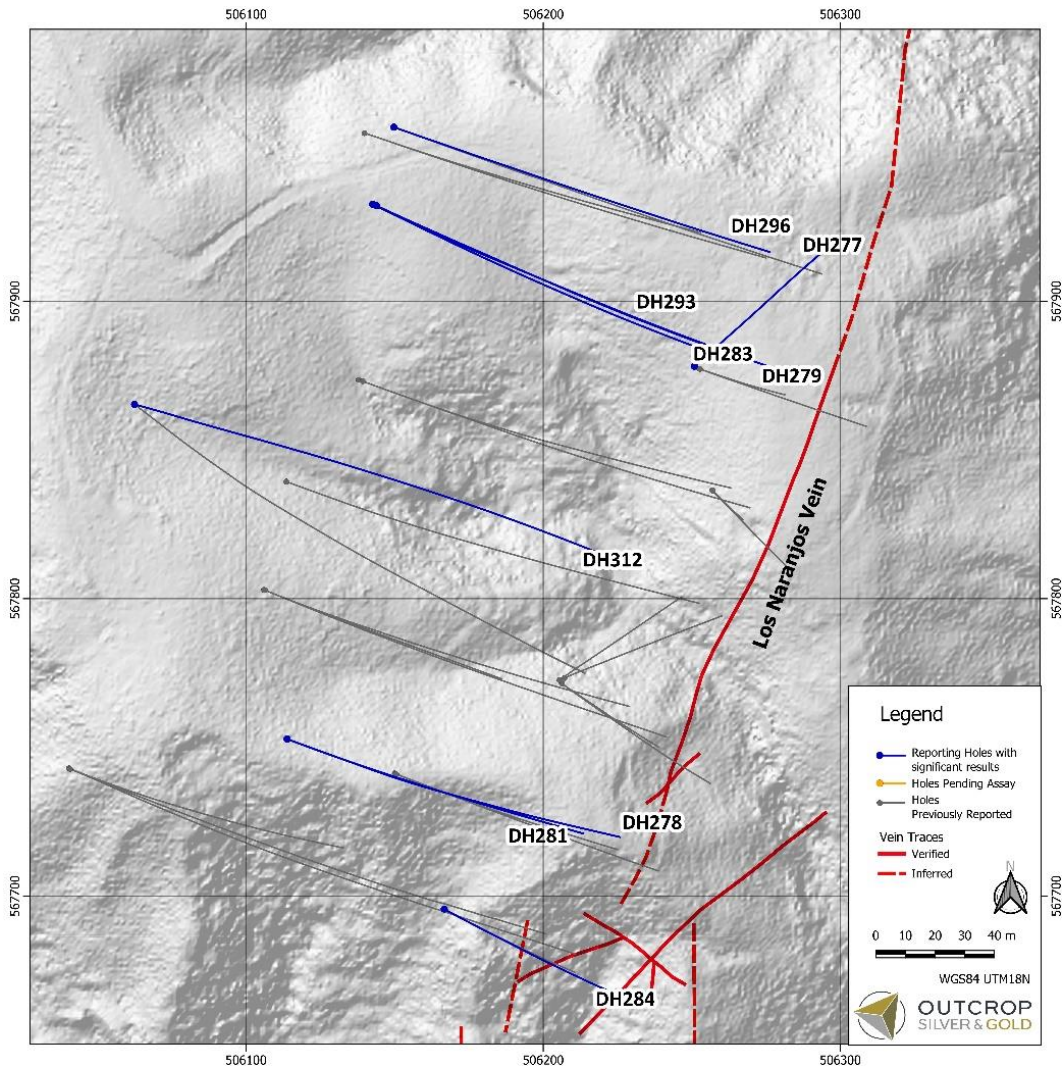 506100 506200 506300
DH296
DH277
567900 567900
DH293
DH283
DH279
Los Naranjos Vein
DH312
567800 567800
DH278
DH281
567700 567700
DH284
Legend
Reporting Holes with
significant results
Holes Pending Assay
Holes
Previously Reported
Vein Traces
Verified
Inferred
N
0 10 20 30 40 m
WGS84 UTM18N
OUTCROP
SILVER & GOLD
506100 506200 506300